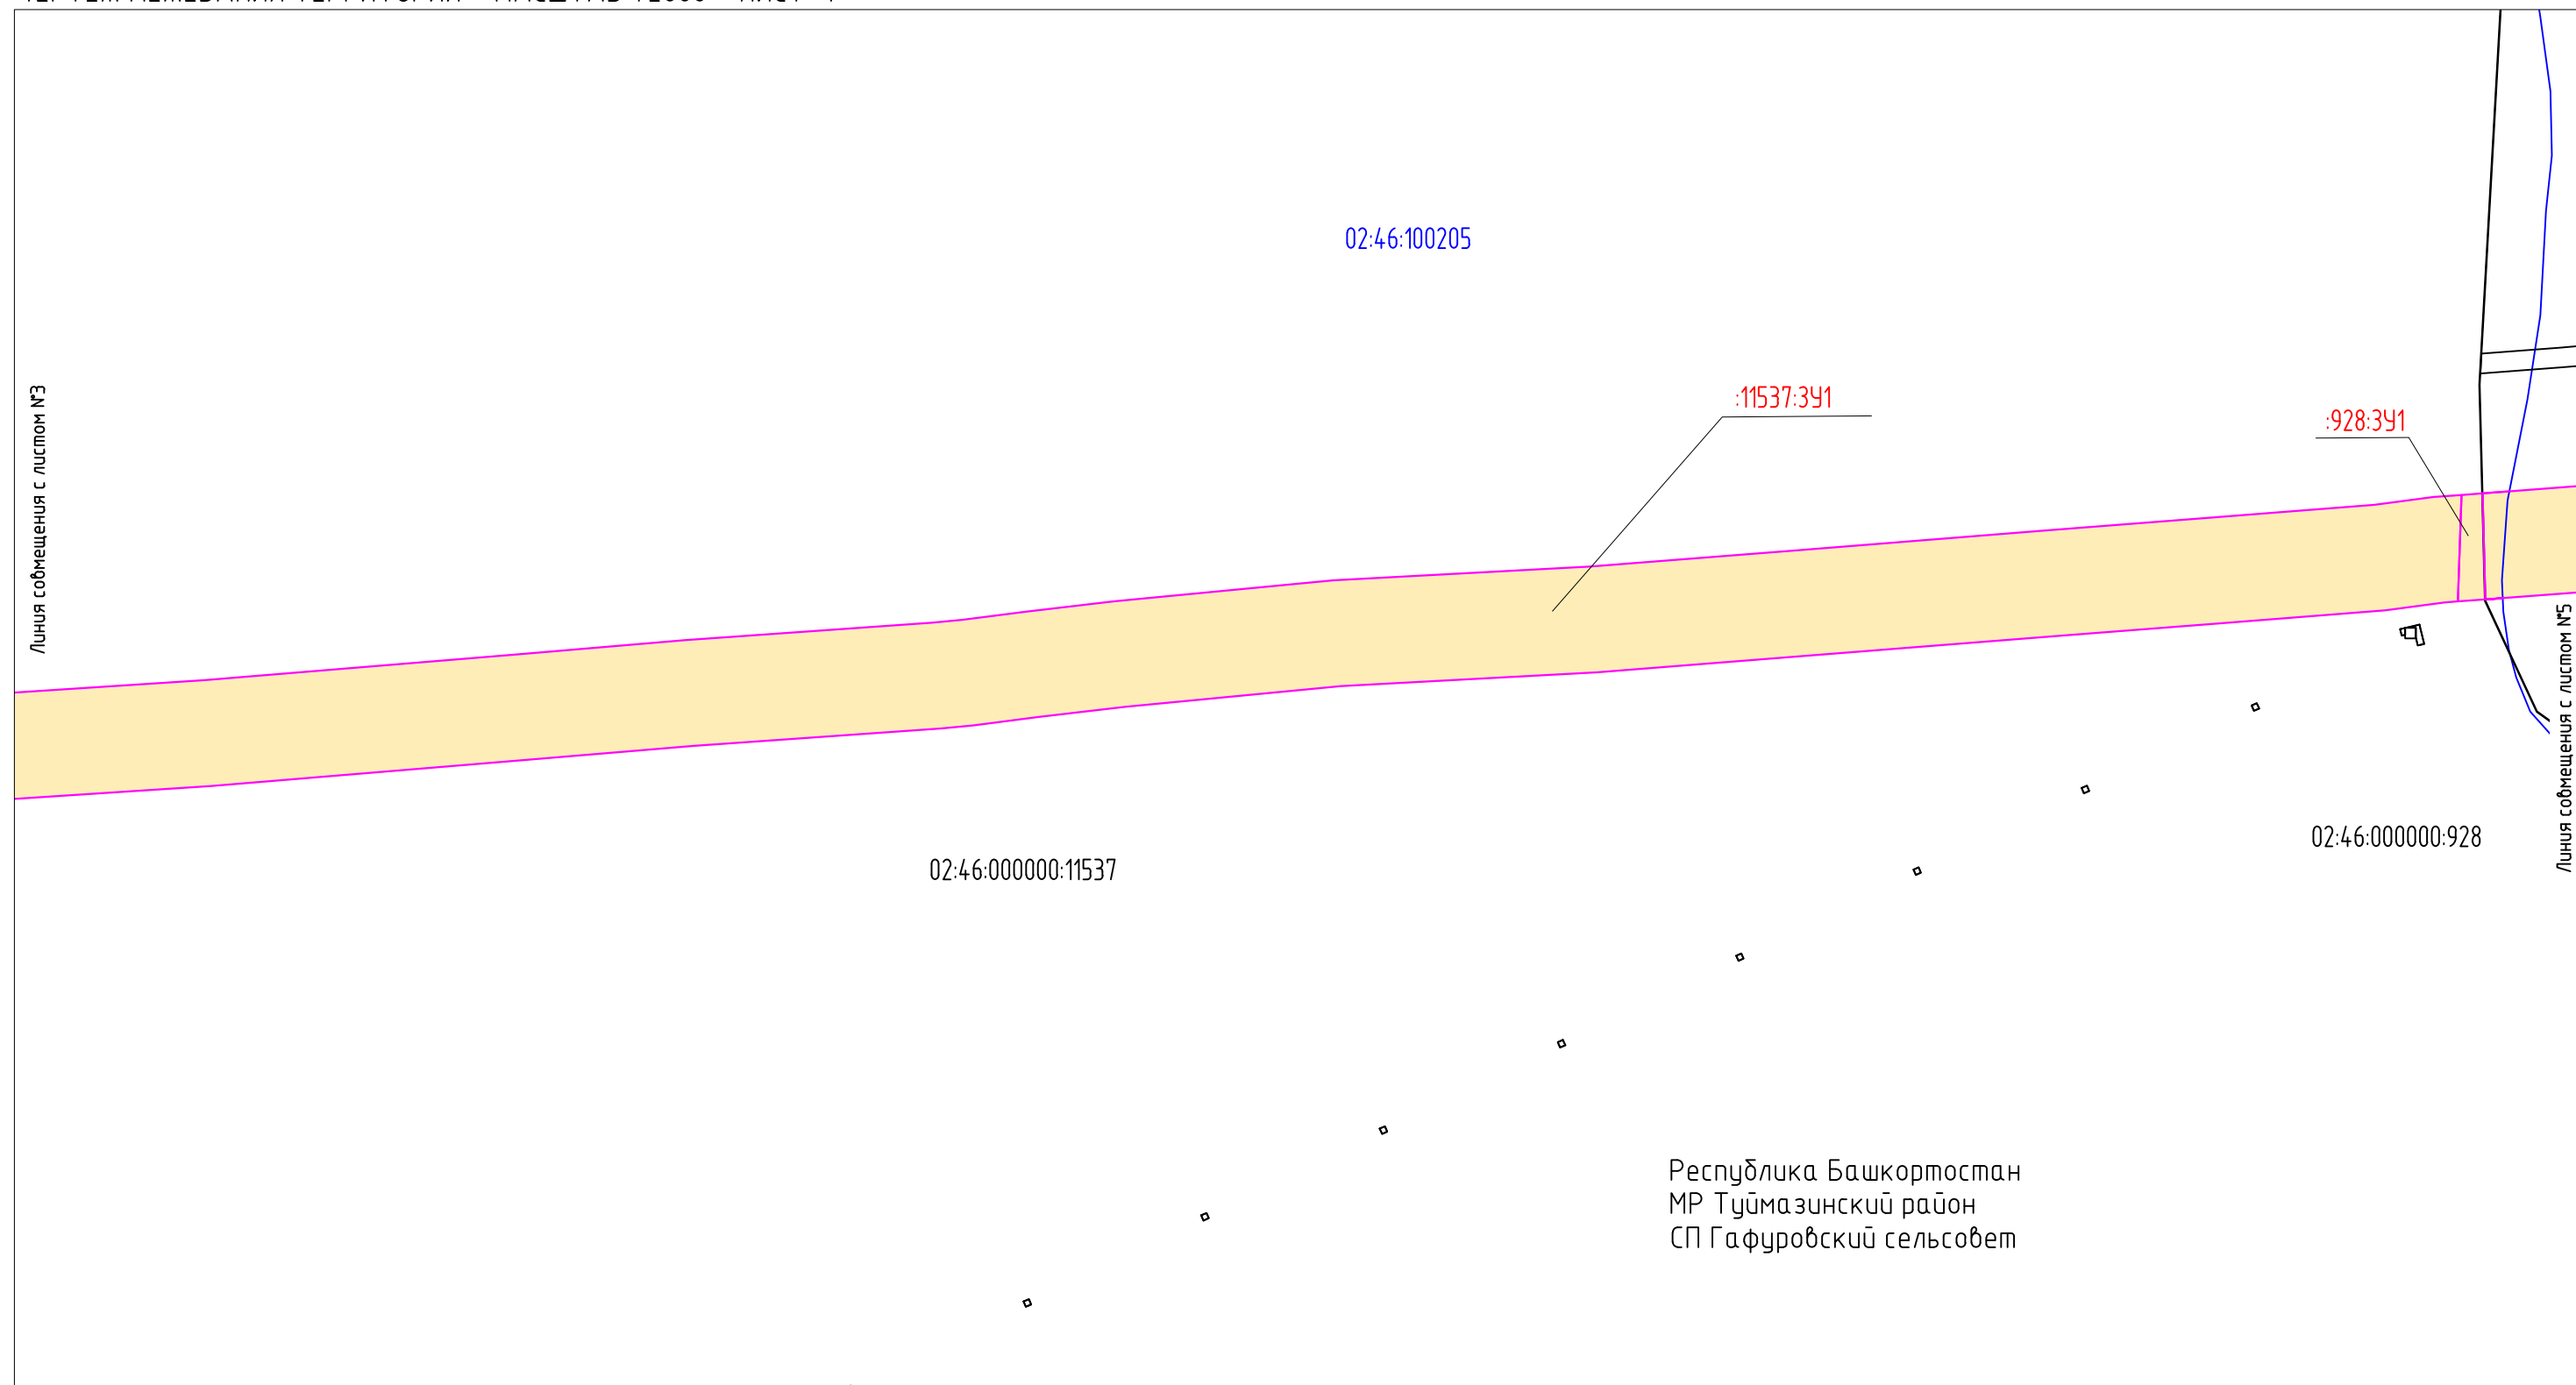 02:46:100205
:11537:ЗУ1
:928:ЗУ1
Линия совмещения с листом №3
Линия совмещения с листом №5
02:46:000000:928
02:46:000000:11537
Республика Башкортостан
МР Туймазинский район
СП Гафуровский сельсовет